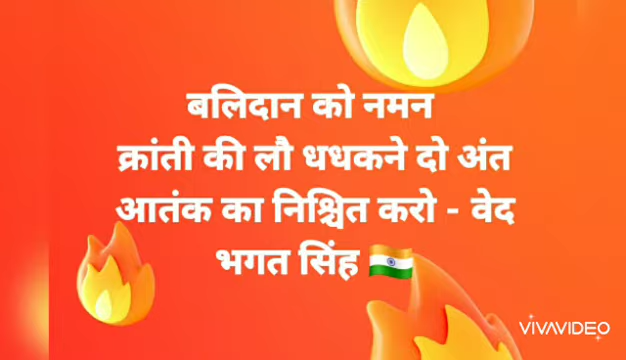 बलिदान को नमन
क्रांती की लौ धधकने दो अंत
आतंक का निश्चित करो - वेद
भगत सिंह 🇮🇳
VIVAVIDEO